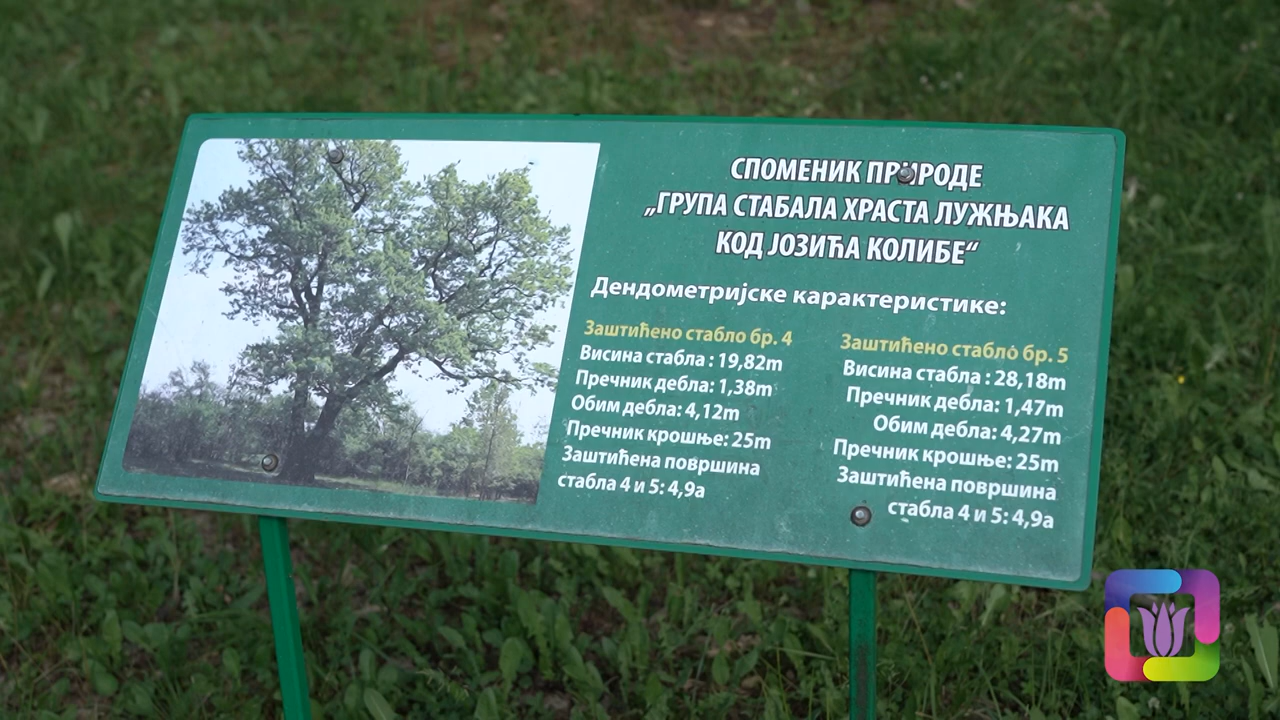 СПОМЕНИК ПРИРОДЕ
„ГРУПА СТАБАЛА ХРАСТА ЛУЖЊАКА
КОД ЈОЗИЋА КОЛИБЕ“
Дендометријске карактеристике:
Заштићено стабло бр. 4
Висина стабла : 19,82m
Пречник дебла: 1,38m
Обим дебла: 4,12m
Пречник крошње: 25m
Заштићена површина
стабла 4 и 5: 4,9a
Заштићено стабло бр. 5
Висина стабла : 28,18m
Пречник дебла: 1,47m
Обим дебла: 4,27m
Пречник крошње: 25m
Заштићена површина
стабла 4 и 5: 4,9a